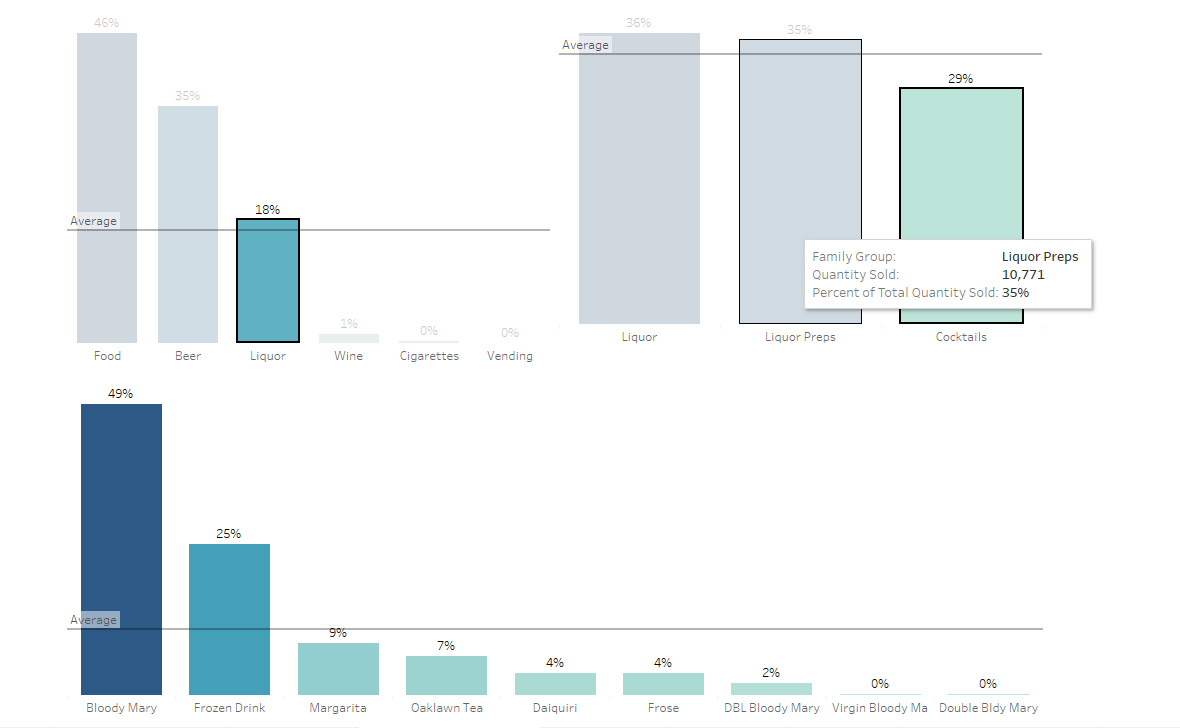 46%
35%
18%
1%
0%
0%
Average
Food Beer Liquor Wine Cigarettes Vending
36%
35%
29%
Average
Family Group: Liquor Preps
Quantity Sold: 10,771
Percent of Total Quantity Sold: 35%
Liquor Liquor Preps Cocktails
49%
25%
9%
7%
4%
4%
2%
0%
0%
Average
Bloody Mary Frozen Drink Margarita Oaklawn Tea Daiquiri Frose DBL Bloody Mary Virgin Bloody Ma Double Bldy Mary